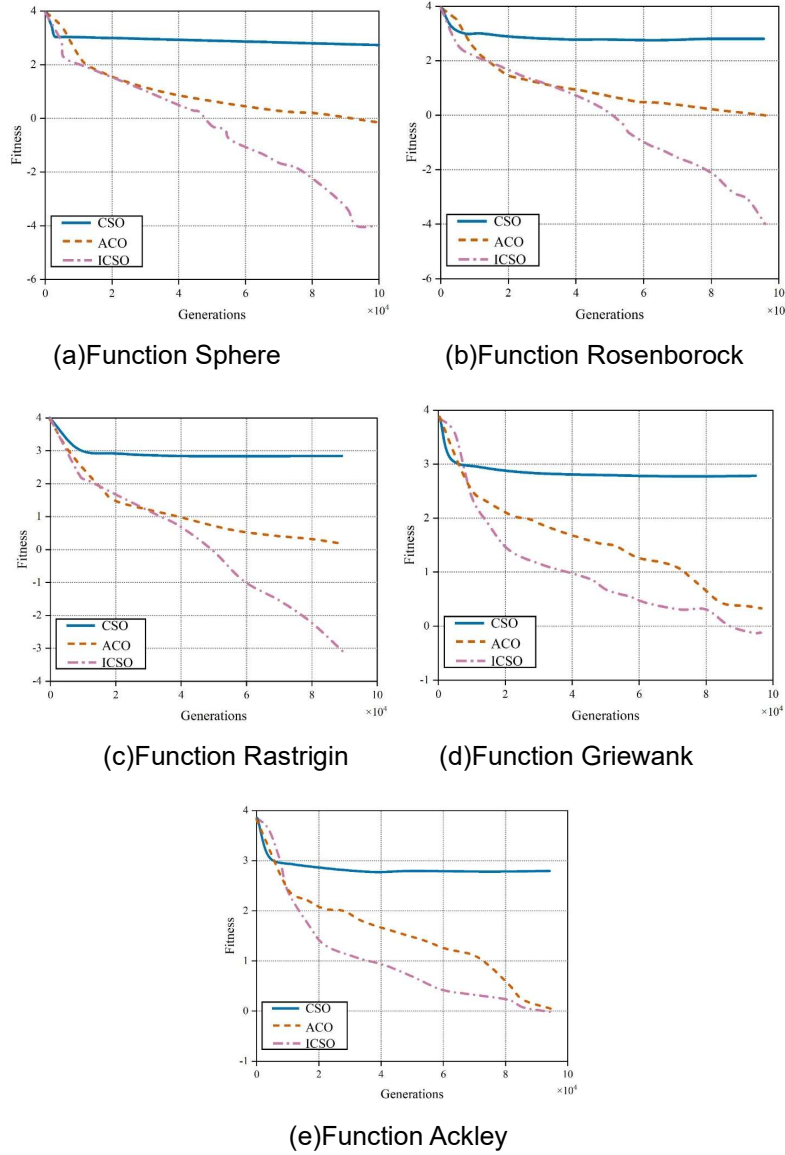 4
2
0
-2
-4
-6
Fitness
CSO
ACO
ICSO
0
2
4
6
8
10
×10⁴
Generations
(a)Function Sphere
4
2
0
-2
-4
-6
Fitness
CSO
ACO
ICSO
0
2
4
6
8
10
×10
Generations
(b)Function Rosenborock
4
3
2
1
0
-1
-2
-3
-4
Fitness
CSO
ACO
ICSO
0
2
4
6
8
10
×10⁴
Generations
(c)Function Rastrigin
4
3
2
1
0
-1
Fitness
CSO
ACO
ICSO
0
2
4
6
8
10
×10⁴
Generations
(d)Function Griewank
4
3
2
1
0
-1
Fitness
CSO
ACO
ICSO
0
2
4
6
8
10
×10⁴
Generations
(e)Function Ackley